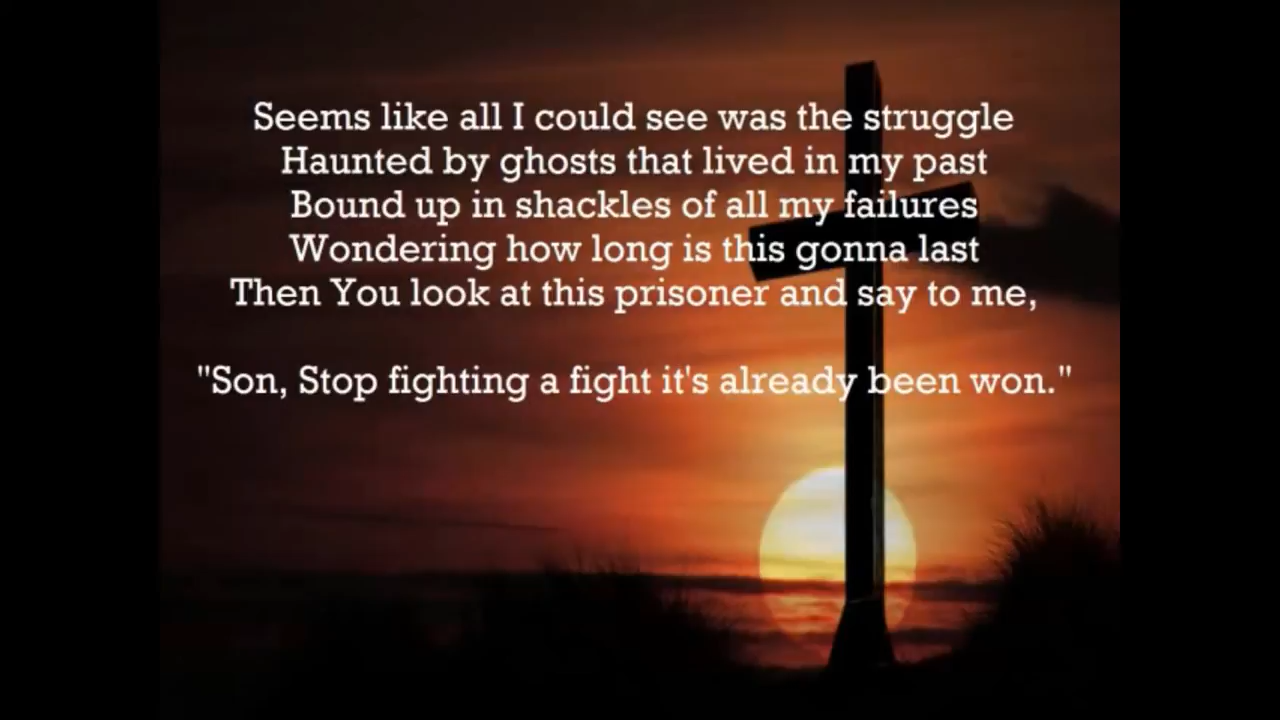 Seems like all I could see was the struggle
Haunted by ghosts that lived in my past
Bound up in shackles of all my failures
Wondering how long is this gonna last
Then You look at this prisoner and say to me,
"Son, Stop fighting a fight it's already been won."